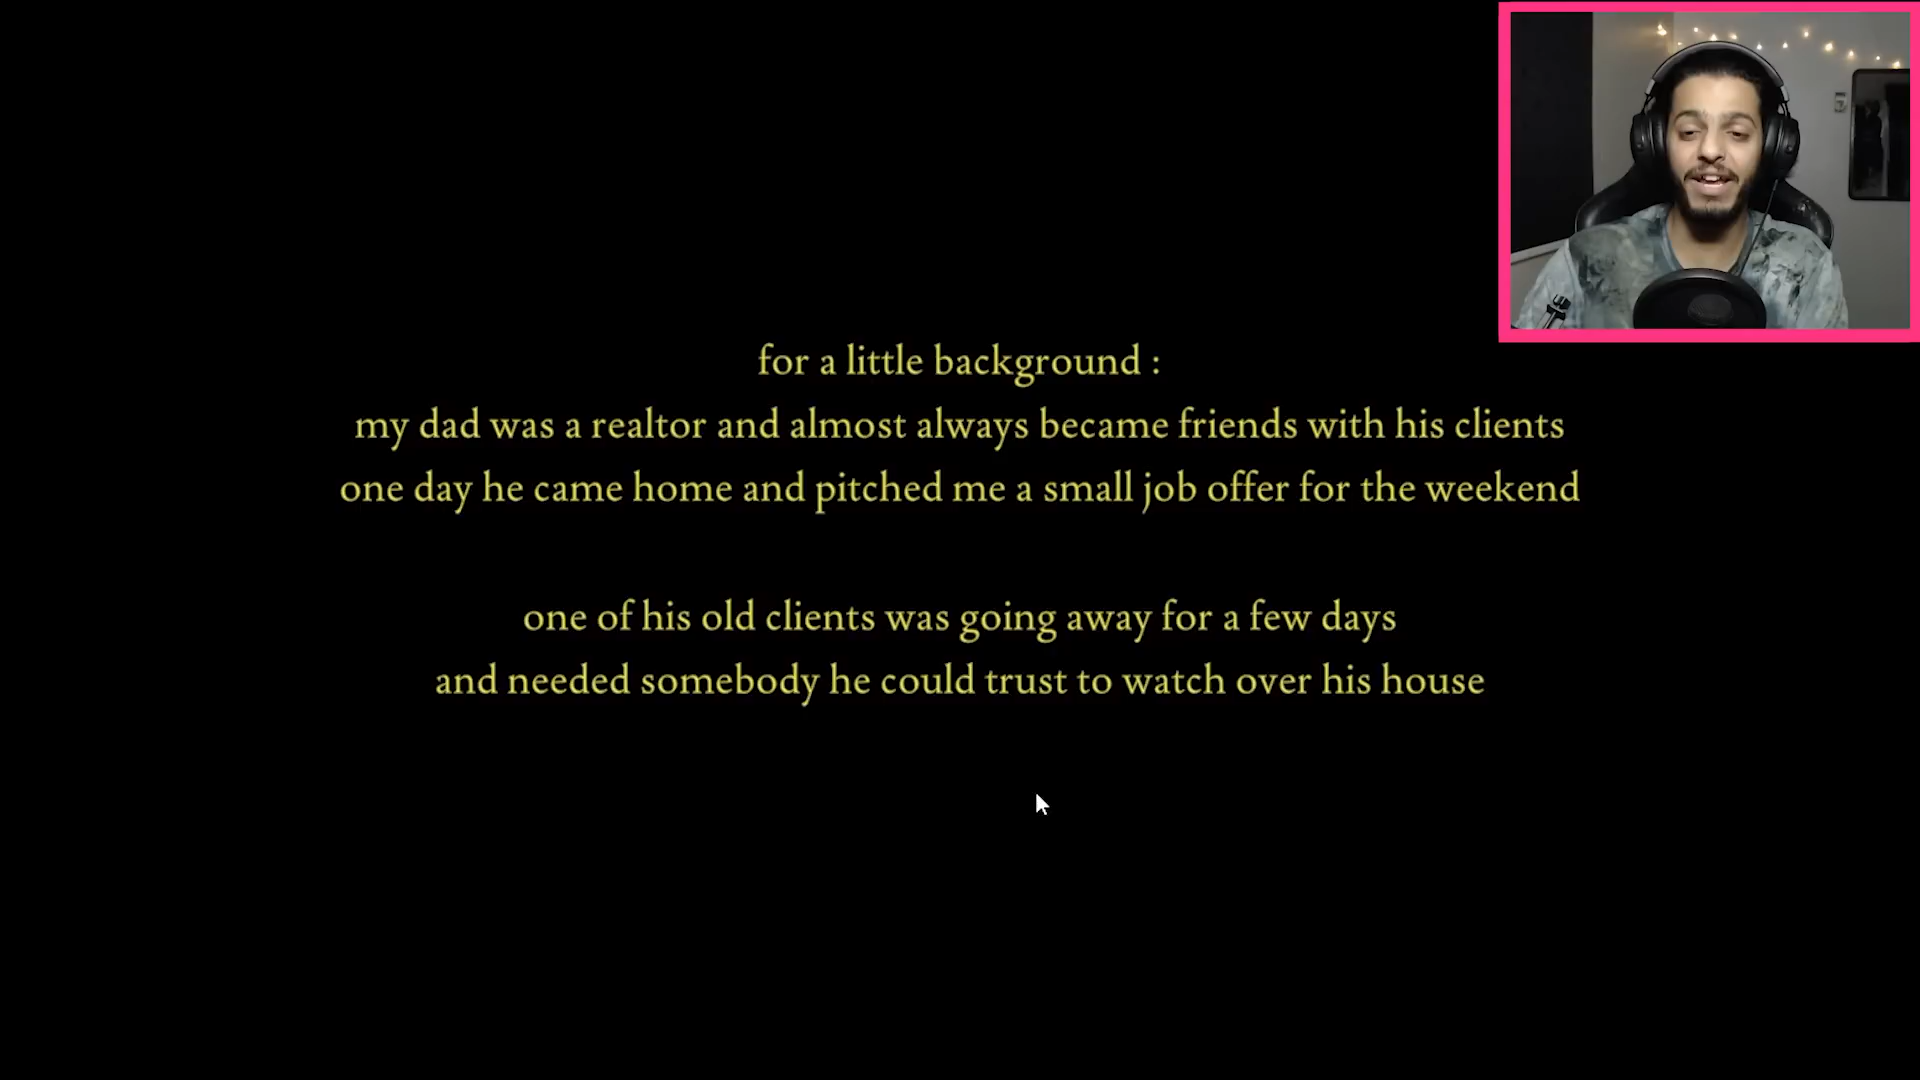 for a little background :
my dad was a realtor and almost always became friends with his clients
one day he came home and pitched me a small job offer for the weekend
one of his old clients was going away for a few days
and needed somebody he could trust to watch over his house